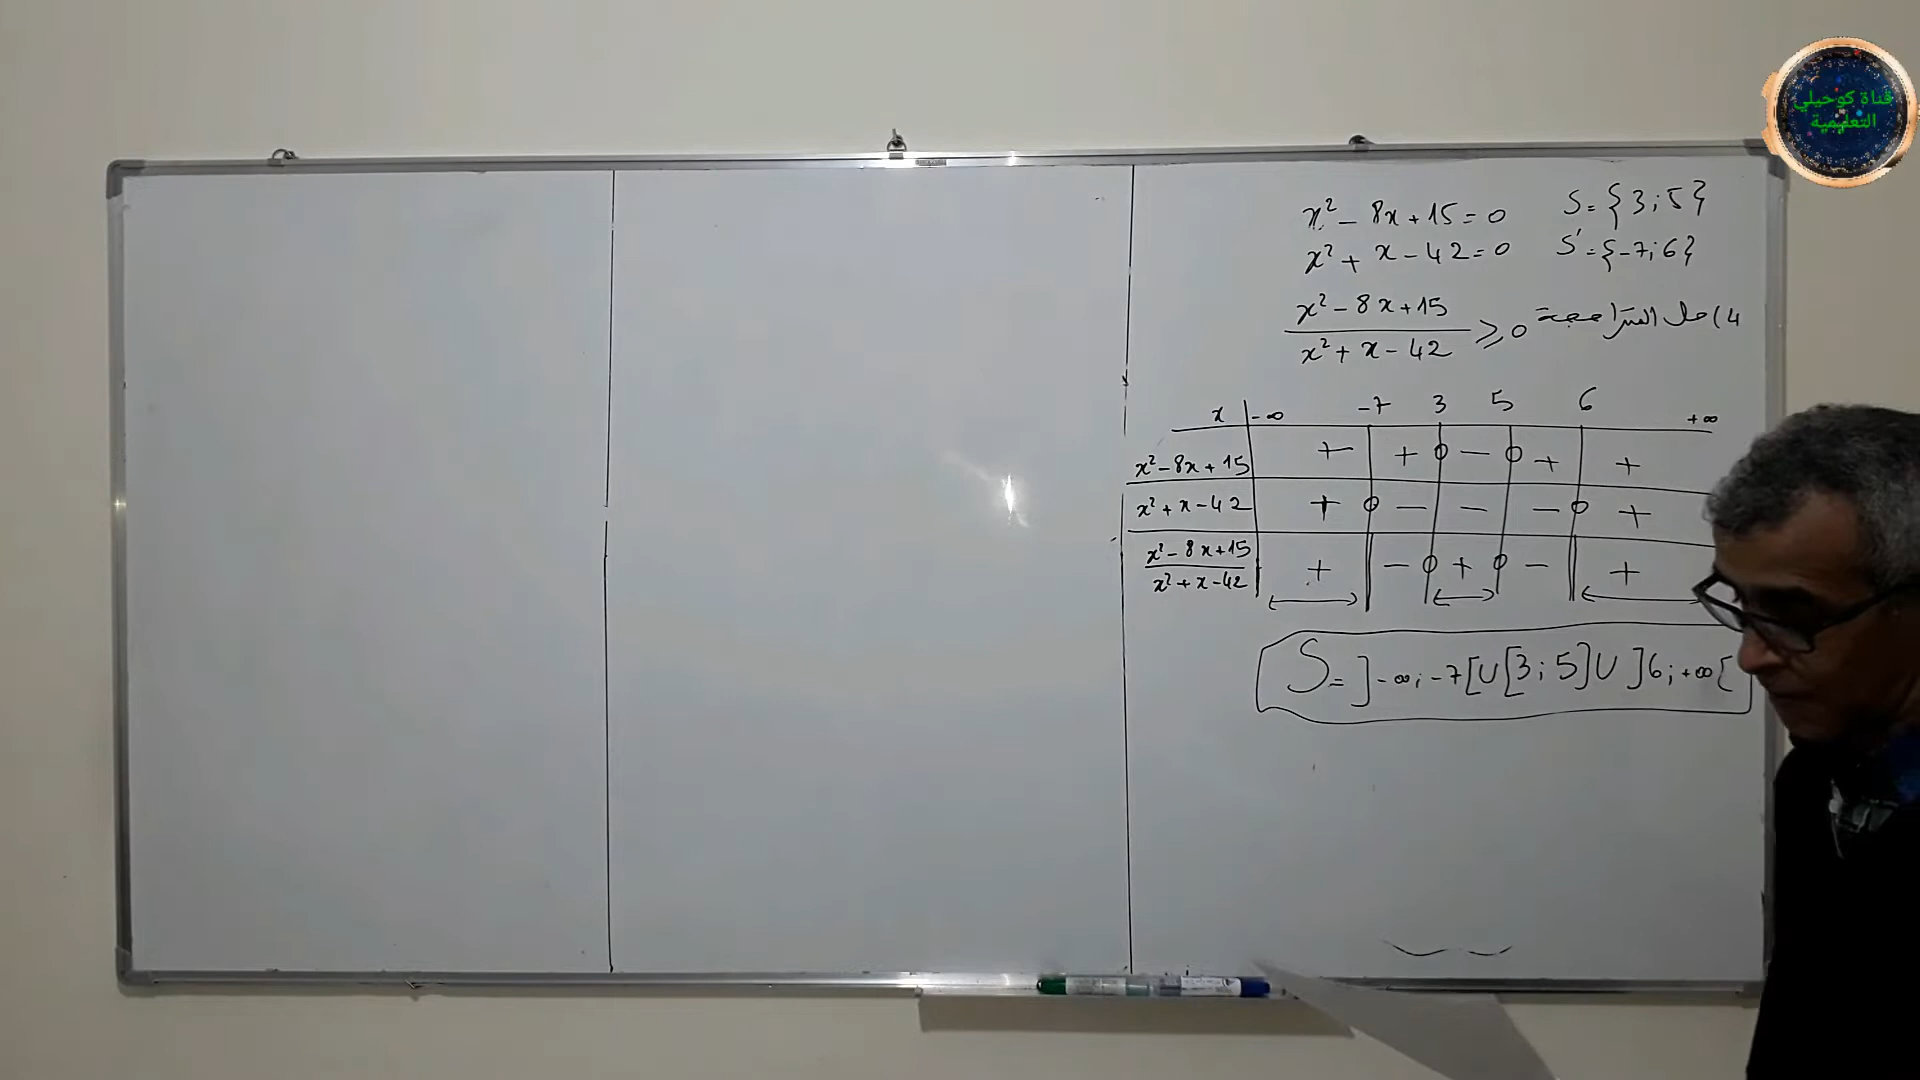 قناة كوحيلي
التعليمية
x² - 8x + 15 = 0 S = {3 ; 5}
x² + x - 42 = 0 S' = {-7 ; 6}
4) حل المتراجحة
x² - 8x + 15
x² + x - 42
⩾ 0
x -∞ -7 3 5 6 +∞
x² - 8x + 15 + + 0 - 0 + +
x² + x - 42 + 0 - - - 0 +
x² - 8x + 15
x² + x - 42
+ || - 0 + 0 - || +
S = ]-∞ ; -7[ ∪ [3 ; 5] ∪ ]6 ; +∞[